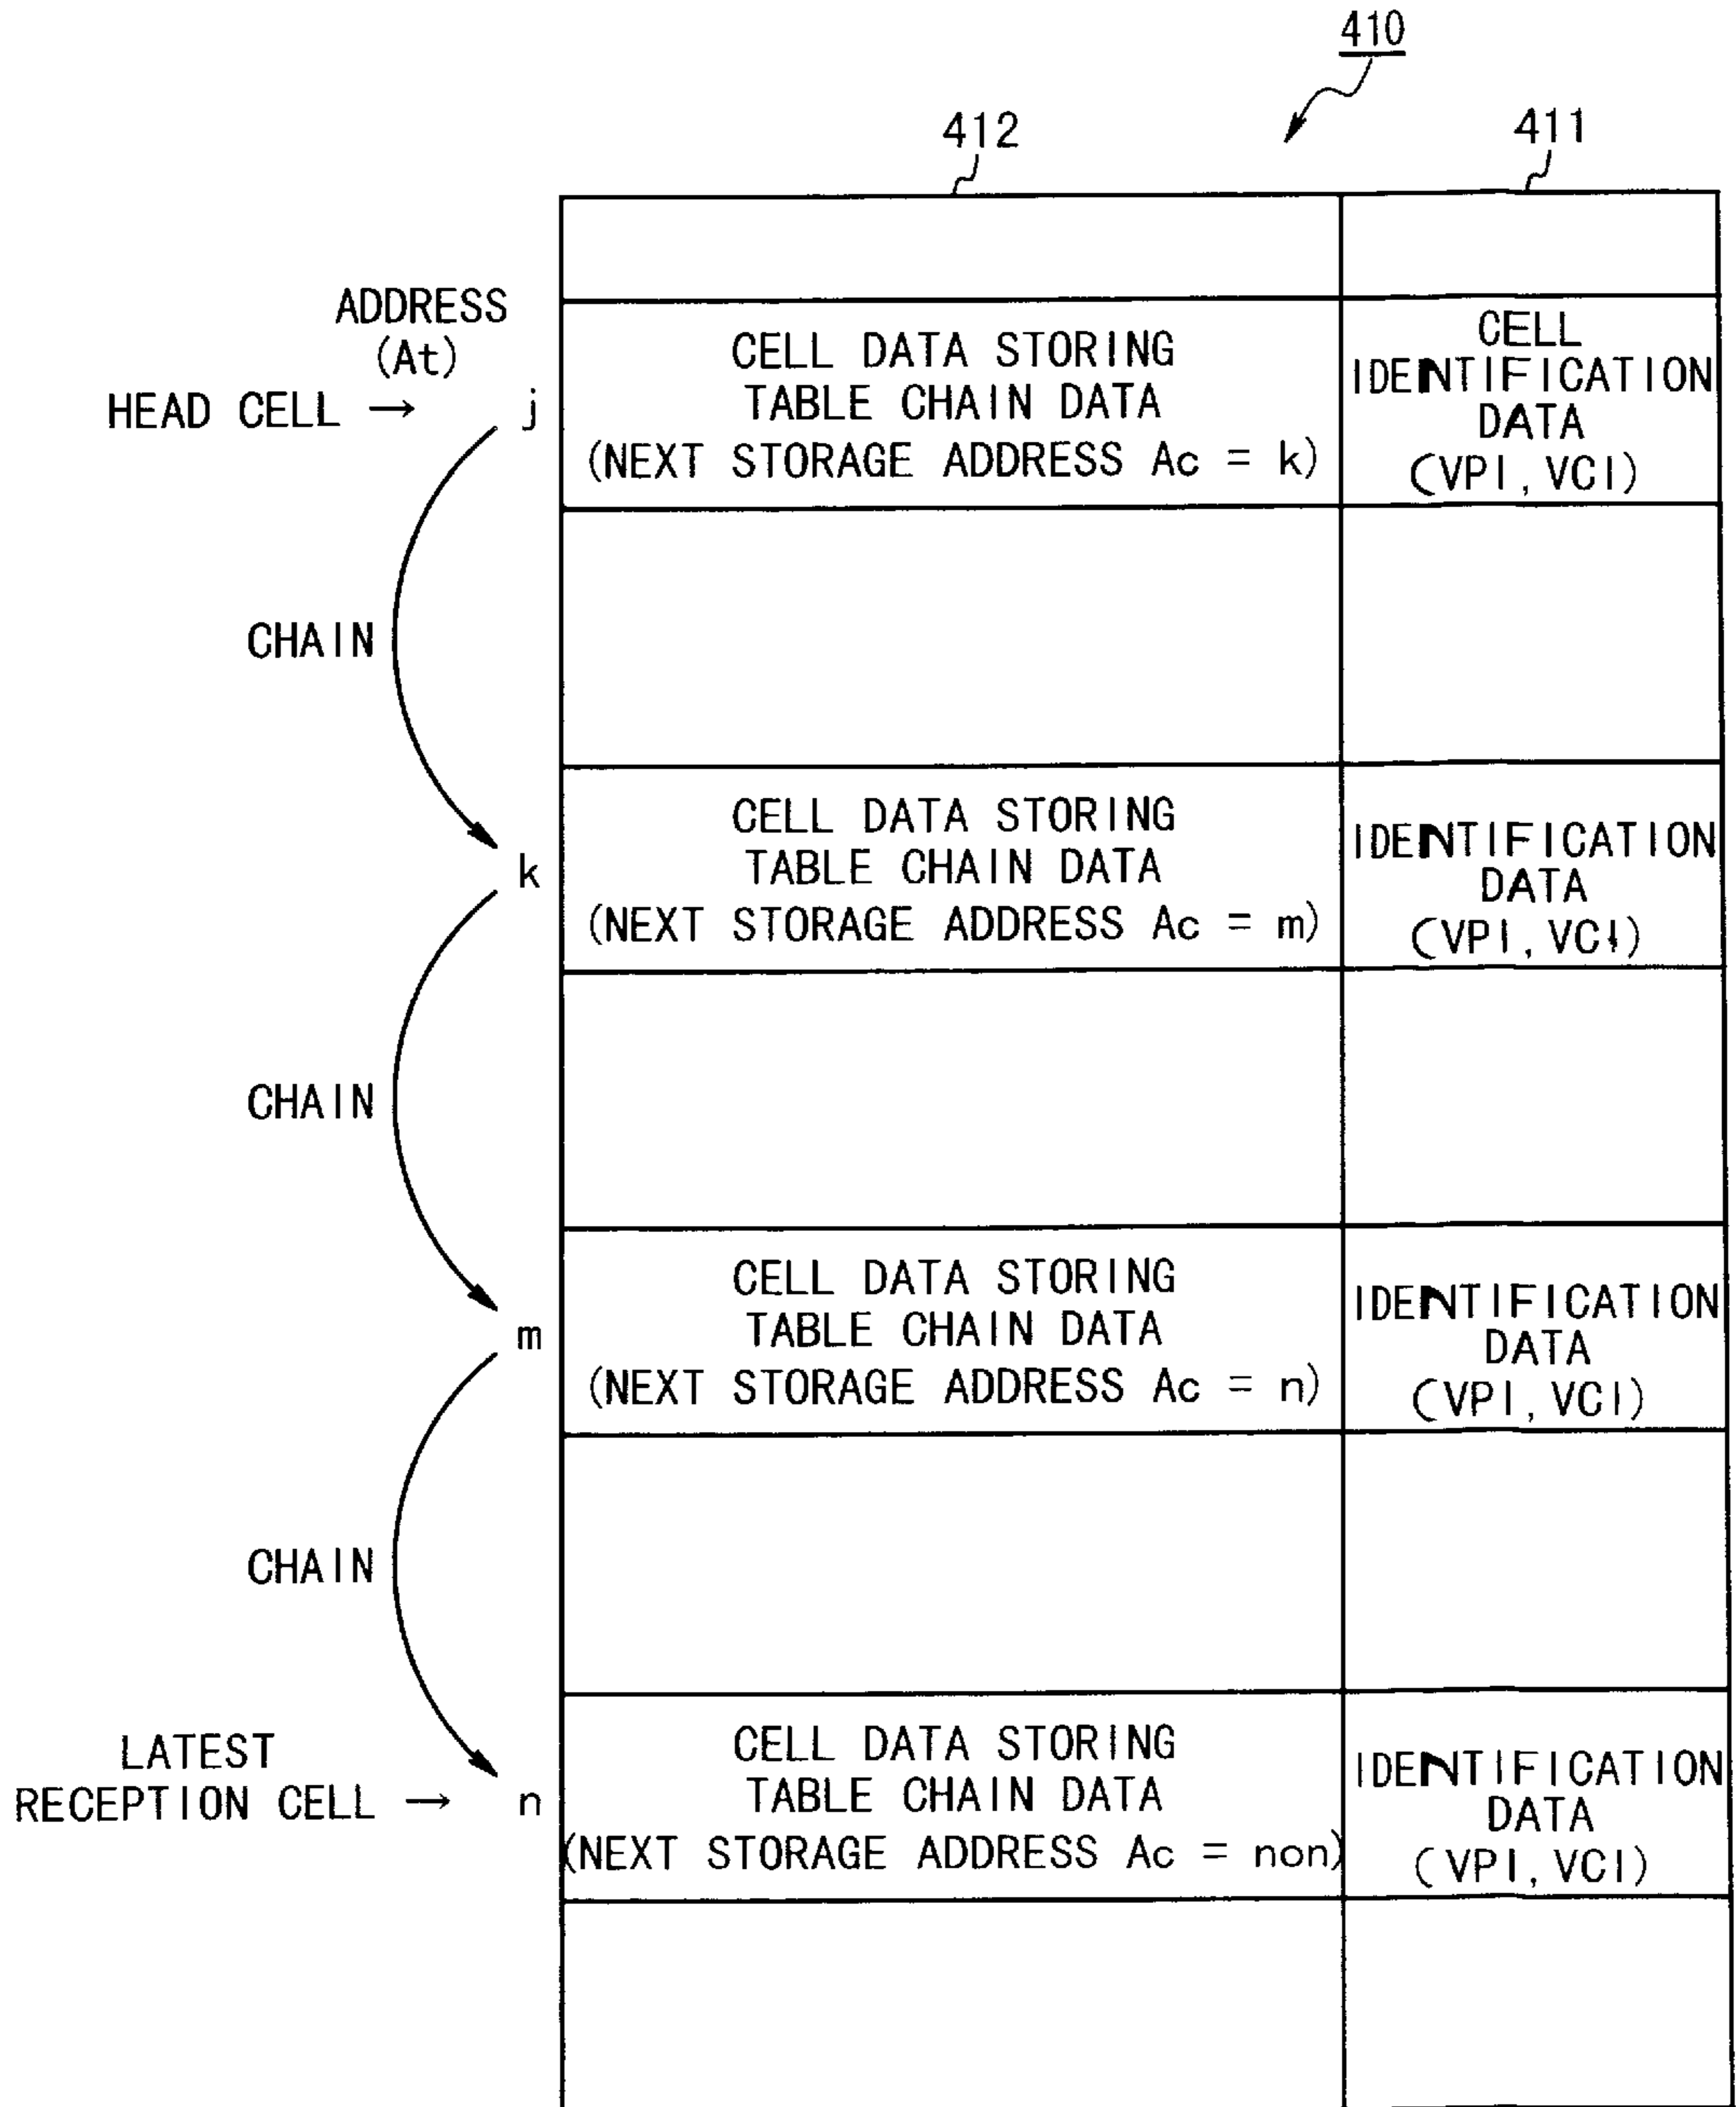 410
412
411
ADDRESS
(At)
HEAD CELL → j
CELL DATA STORING
TABLE CHAIN DATA
(NEXT STORAGE ADDRESS Ac = k)
CELL
IDENTIFICATION
DATA
(VPI, VCI)
CHAIN
k
CELL DATA STORING
TABLE CHAIN DATA
(NEXT STORAGE ADDRESS Ac = m)
IDENTIFICATION
DATA
(VPI, VCI)
CHAIN
m
CELL DATA STORING
TABLE CHAIN DATA
(NEXT STORAGE ADDRESS Ac = n)
IDENTIFICATION
DATA
(VPI, VCI)
CHAIN
LATEST
RECEPTION CELL → n
CELL DATA STORING
TABLE CHAIN DATA
(NEXT STORAGE ADDRESS Ac = non)
IDENTIFICATION
DATA
(VPI, VCI)